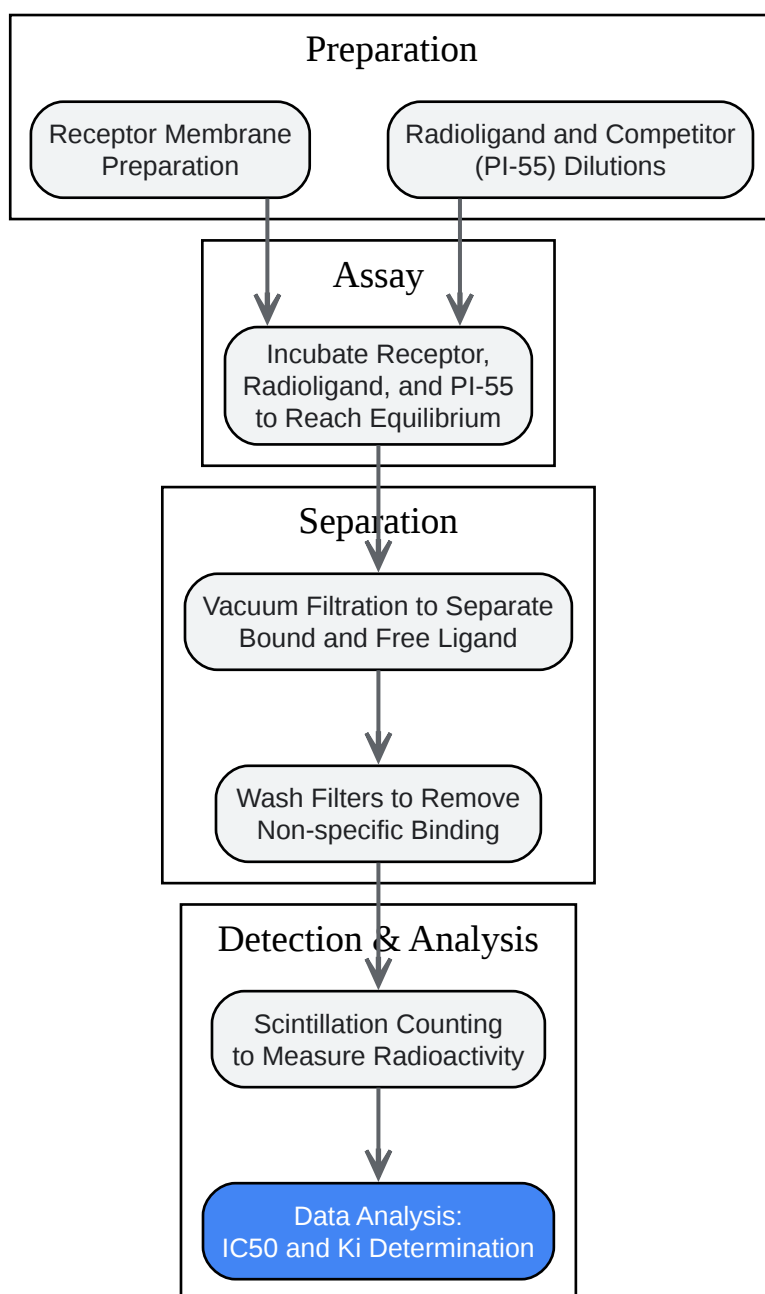 Preparation
Receptor Membrane
Preparation
Radioligand and Competitor
(PI-55) Dilutions
Assay
Incubate Receptor,
Radioligand, and PI-55
to Reach Equilibrium
Separation
Vacuum Filtration to Separate
Bound and Free Ligand
Wash Filters to Remove
Non-specific Binding
Detection & Analysis
Scintillation Counting
to Measure Radioactivity
Data Analysis:
IC50 and Ki Determination